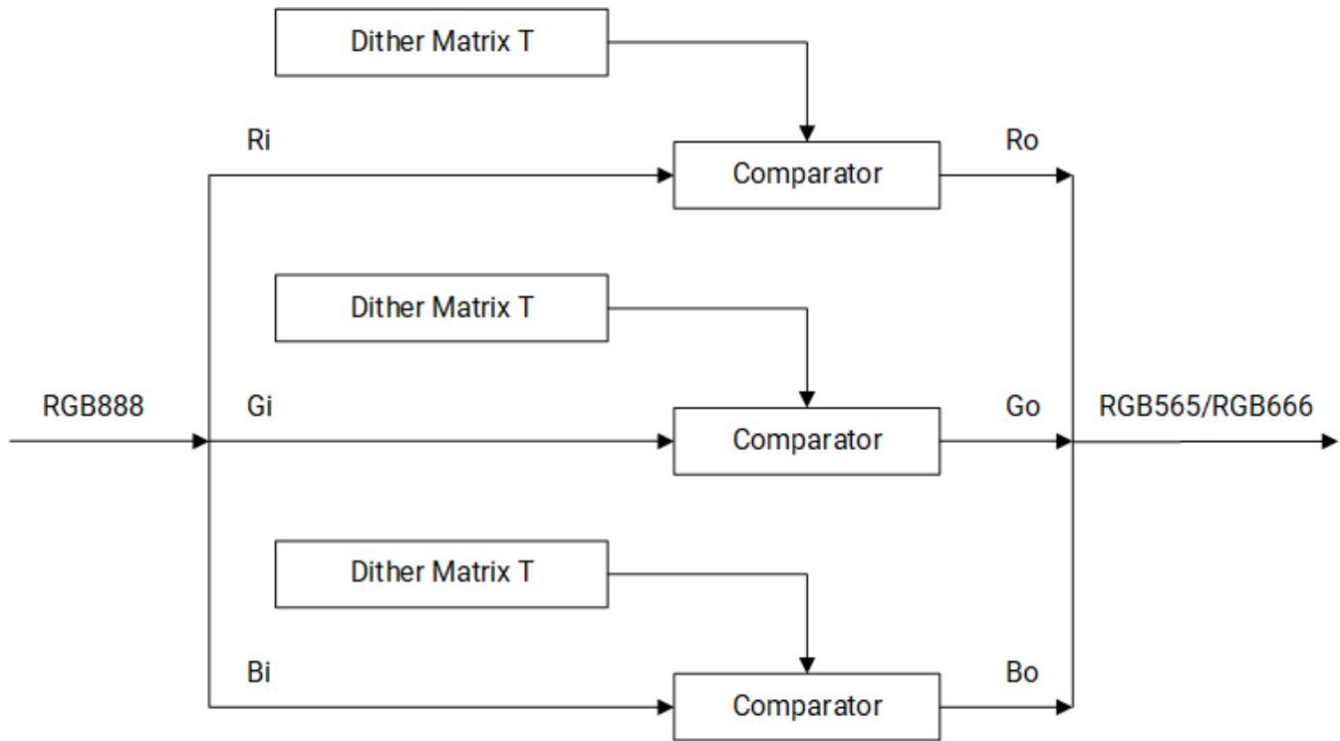 Dither Matrix T
Ri
Comparator
Ro
Dither Matrix T
RGB888
Gi
Comparator
Go
RGB565/RGB666
Dither Matrix T
Bi
Comparator
Bo